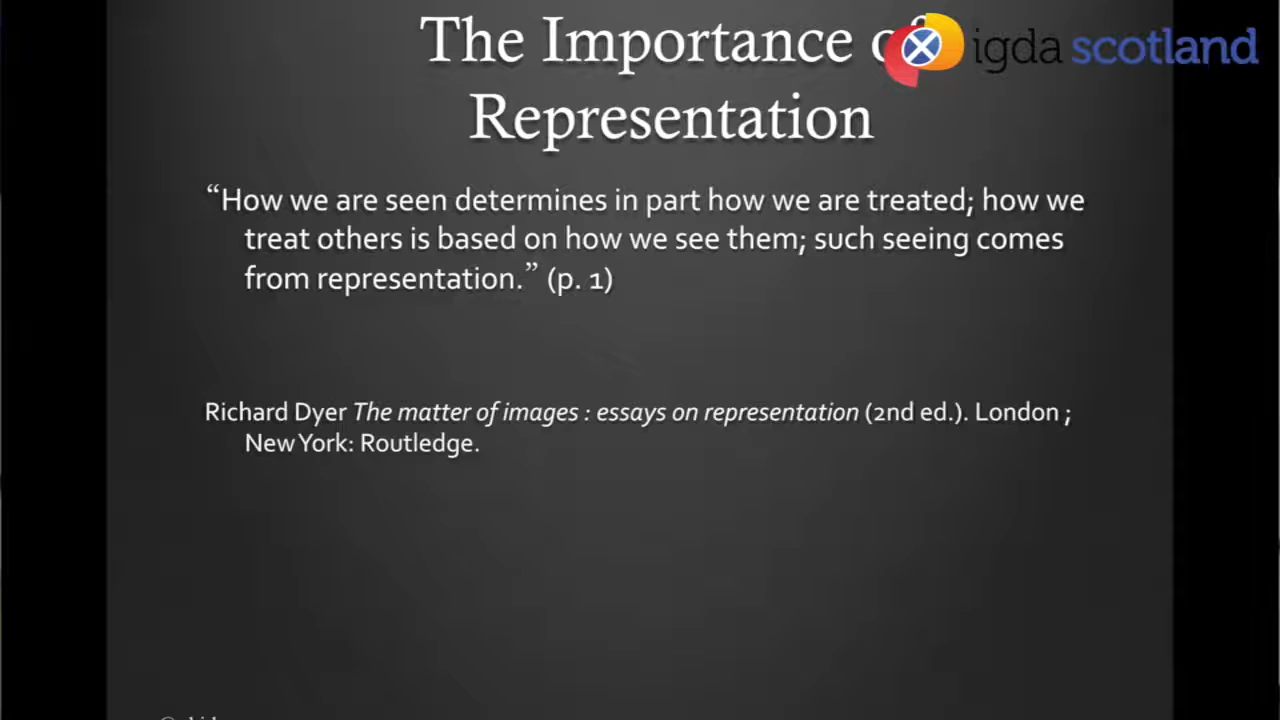 The Importance of
Representation
igda scotland
“How we are seen determines in part how we are treated; how we
treat others is based on how we see them; such seeing comes
from representation.” (p. 1)
Richard Dyer The matter of images : essays on representation (2nd ed.). London ;
New York: Routledge.